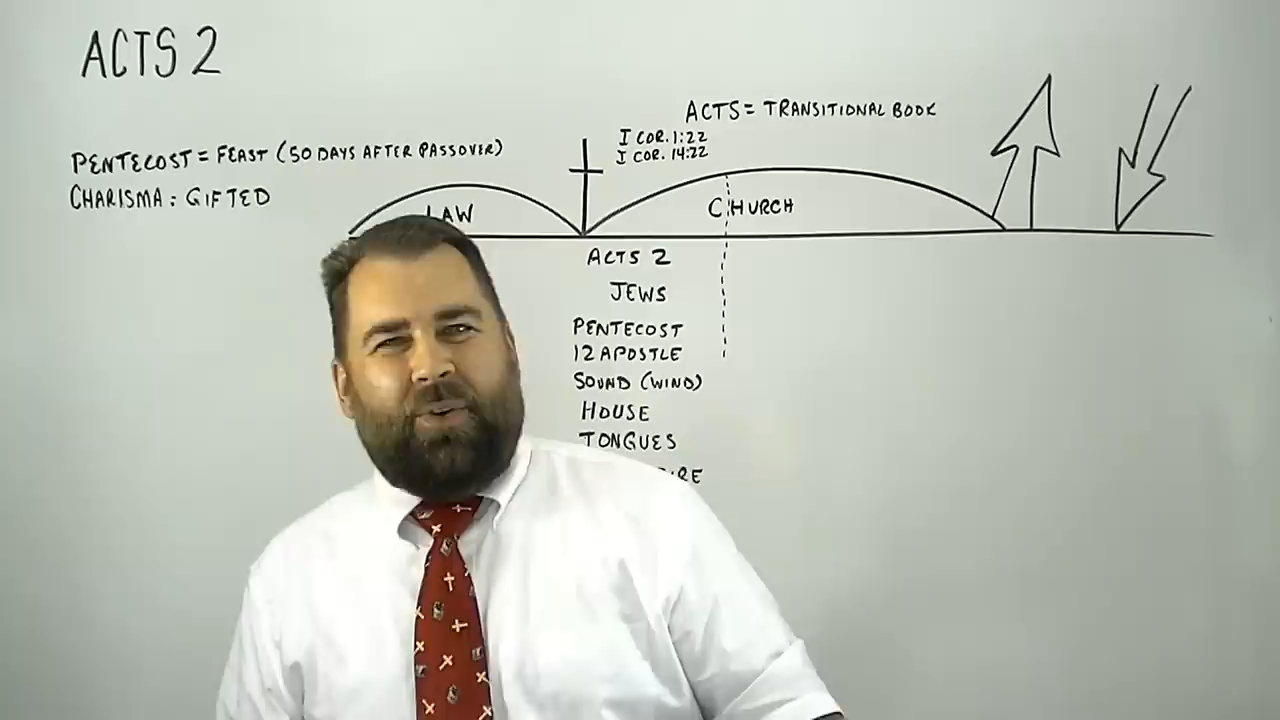 ACTS 2
ACTS = TRANSITIONAL BOOK
I COR. 1:22
I COR. 14:22
PENTECOST = FEAST (50 DAYS AFTER PASSOVER)
CHARISMA: GIFTED
LAW
CHURCH
ACTS 2
JEWS
PENTECOST
12 APOSTLE
SOUND (WIND)
HOUSE
TONGUES